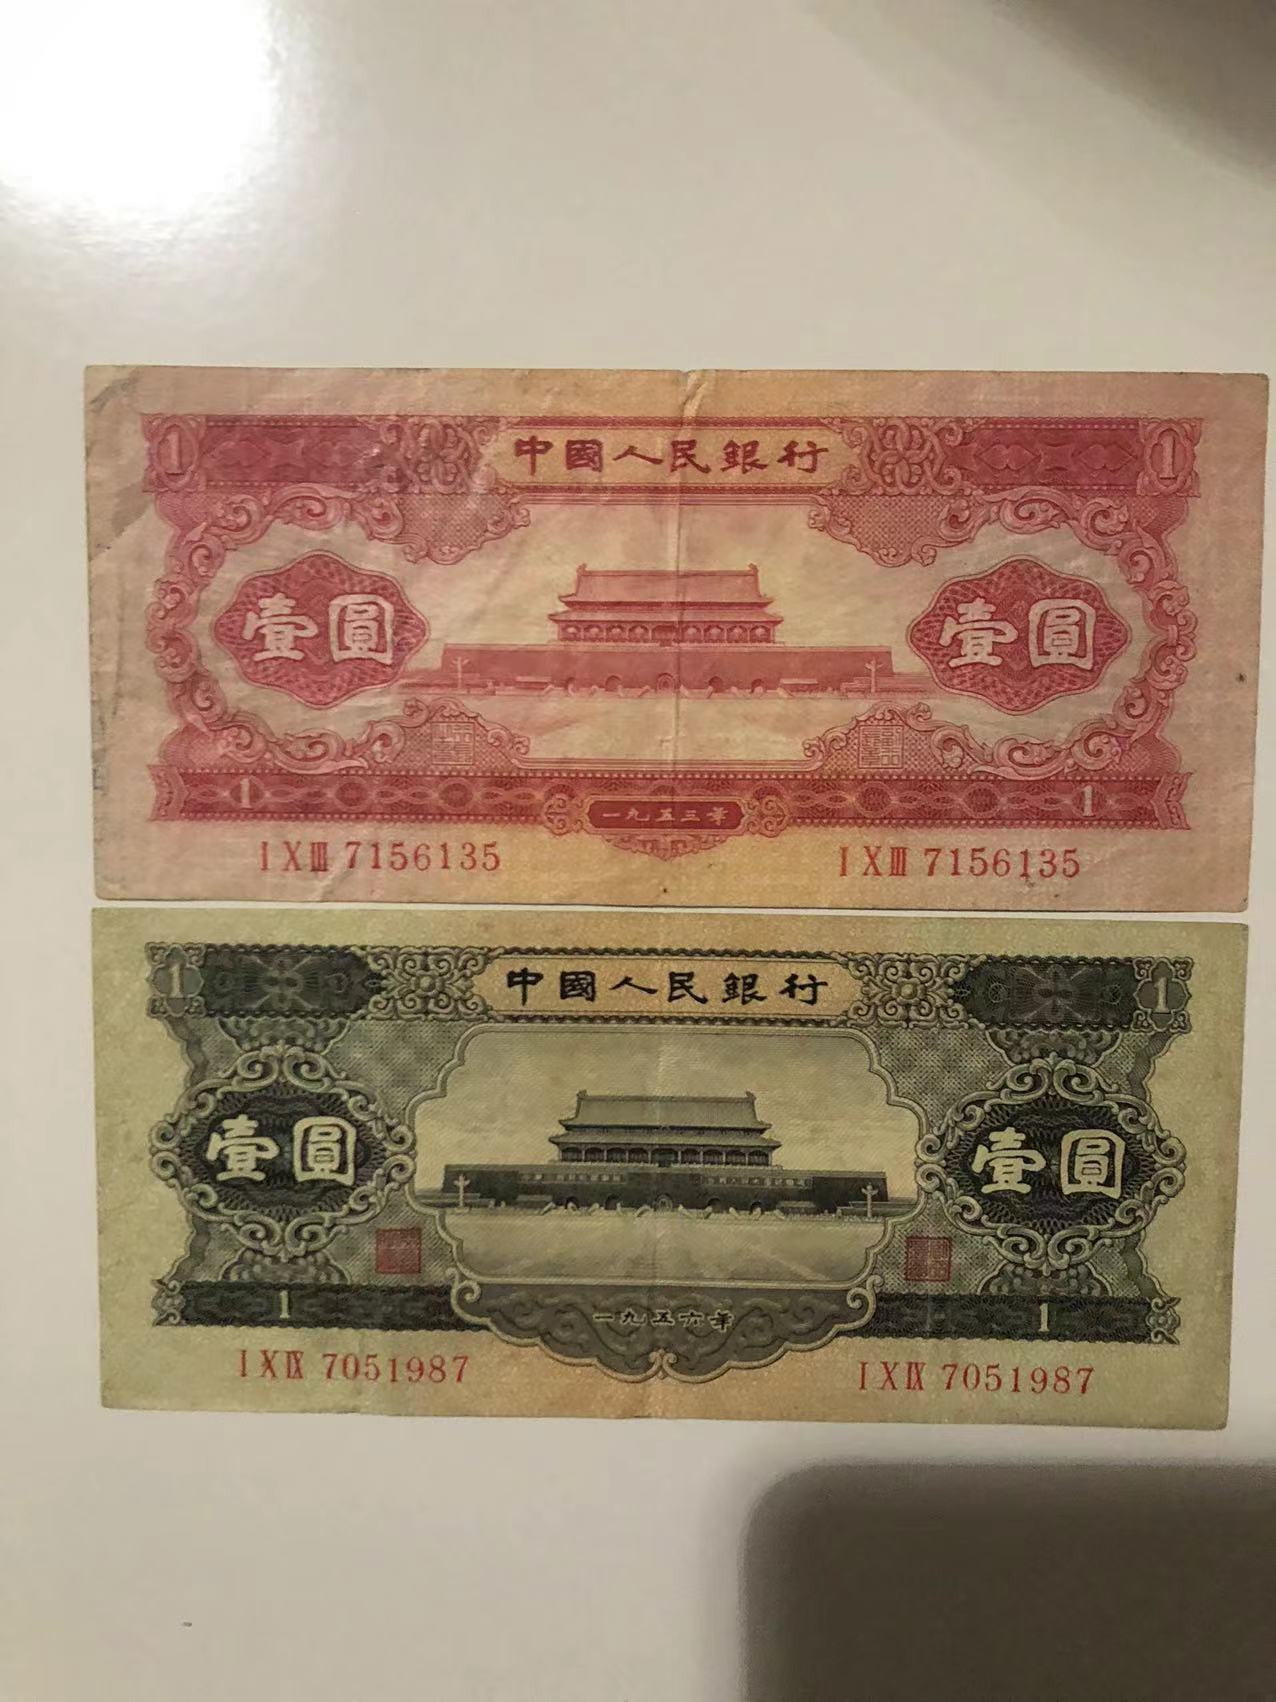 1 中國人民銀行 1
壹圓 壹圓
1 一九五三年 1
I X III 7156135 I X III 7156135
1 中國人民銀行 1
壹圓 壹圓
1 一九五六年 1
I X IX 7051987 I X IX 7051987